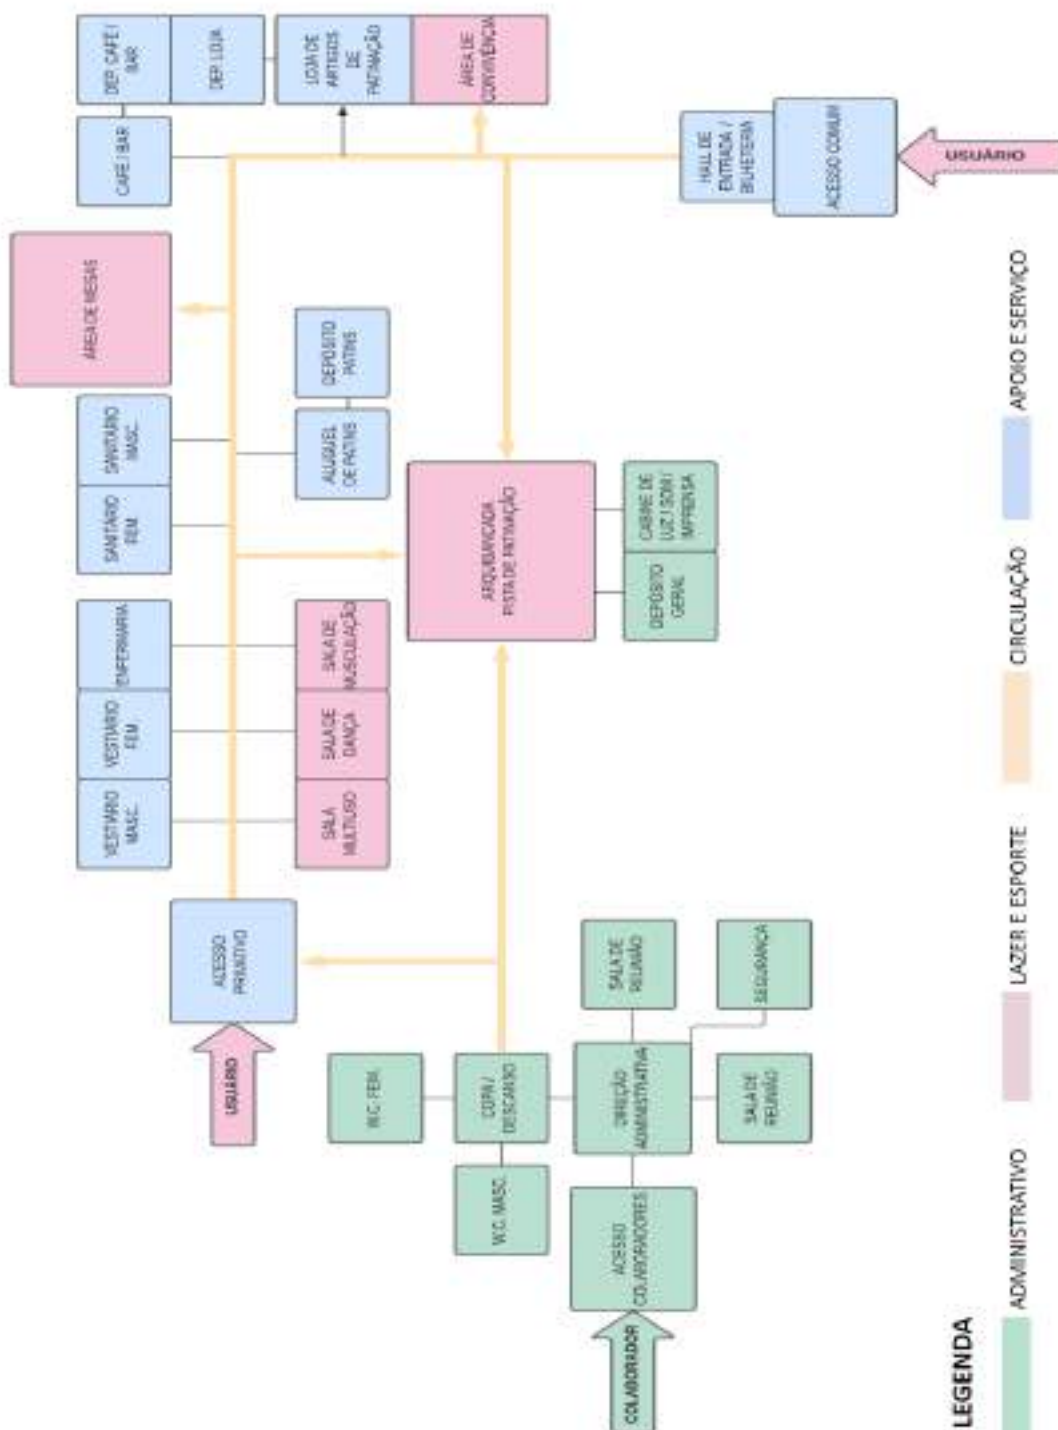 ÁREA DE MESAS
VESTIÁRIO
MASC.
VESTIÁRIO
FEM
ENFERMARIA
SANITÁRIO
FEM
SANITÁRIO
MASC.
CAFÉ / BAR
DEP. CAFÉ /
BAR
DEP. LOJA
USUÁRIO
ACESSO
PRIVATIVO
SALA
MULTIUSO
SALA DE
DANÇA
SALA DE
MUSCULAÇÃO
ALUGUEL
DE PATINS
DEPÓSITO
PATINS
LOJA DE
ARTIGOS
DE
PATINAÇÃO
ÁREA DE
CONVIVÊNCIA
W.C. FEM.
W.C. MASC.
COPA /
DESCANSO
ARQUIBANCADA
PISTA DE PATINAÇÃO
COLABORADOR
ACESSO
COLABORADORES
DIREÇÃO
ADMINISTRATIVA
SALA DE
REUNIÃO
DEPÓSITO
GERAL
CABINE DE
LUZ / SOM /
IMPRENSA
SALA DE
REUNIÃO
SEGURANÇA
HALL DE
ENTRADA /
BILHETERIA
ACESSO COMUM
USUÁRIO
LEGENDA
ADMINISTRATIVO
LAZER E ESPORTE
CIRCULAÇÃO
APOIO E SERVIÇO